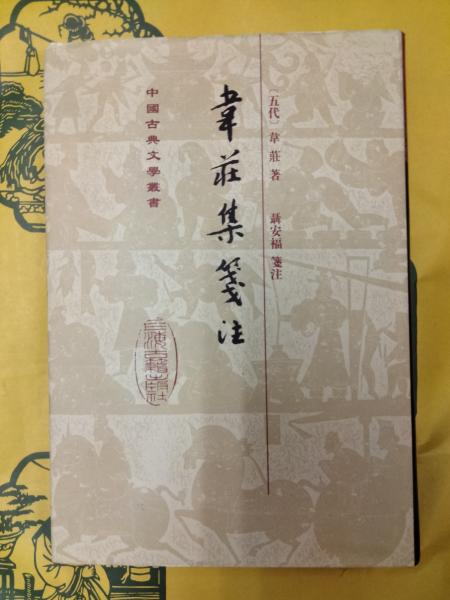 〔五代〕韋莊著 聶安福箋注
韋莊集箋注
中國古典文學叢書
上海古籍出版社